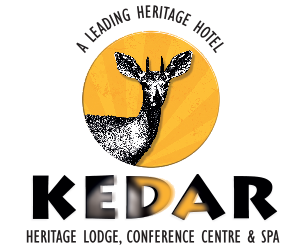 A LEADING HERITAGE HOTEL
KEDAR
HERITAGE LODGE, CONFERENCE CENTRE & SPA